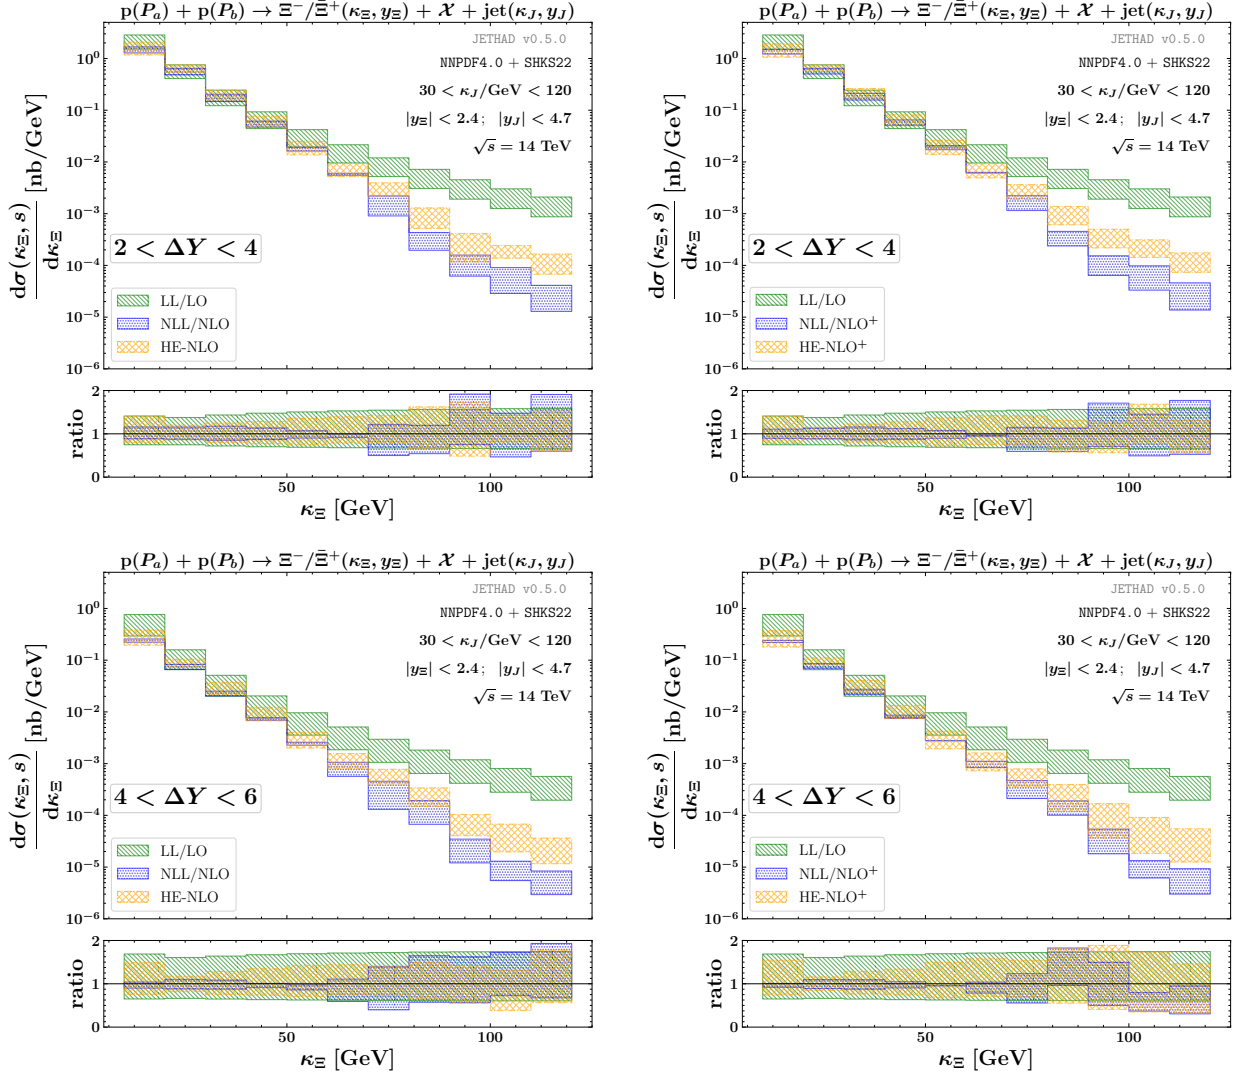 p(P_a) + p(P_b) → Ξ⁻/Ξ̄⁺(κ_Ξ, y_Ξ) + 𝒳 + jet(κ_J, y_J)
JETHAD v0.5.0
NNPDF4.0 + SHKS22
30 < κ_J/GeV < 120
|y_Ξ| < 2.4; |y_J| < 4.7
√s = 14 TeV
dσ(κ_Ξ, s)/dκ_Ξ [nb/GeV]
10⁰
10⁻¹
10⁻²
10⁻³
10⁻⁴
10⁻⁵
10⁻⁶
2 < ΔY < 4
LL/LO
NLL/NLO
HE-NLO
ratio
2
1
0
50 100
κ_Ξ [GeV]
p(P_a) + p(P_b) → Ξ⁻/Ξ̄⁺(κ_Ξ, y_Ξ) + 𝒳 + jet(κ_J, y_J)
JETHAD v0.5.0
NNPDF4.0 + SHKS22
30 < κ_J/GeV < 120
|y_Ξ| < 2.4; |y_J| < 4.7
√s = 14 TeV
dσ(κ_Ξ, s)/dκ_Ξ [nb/GeV]
10⁰
10⁻¹
10⁻²
10⁻³
10⁻⁴
10⁻⁵
10⁻⁶
2 < ΔY < 4
LL/LO
NLL/NLO⁺
HE-NLO⁺
ratio
2
1
0
50 100
κ_Ξ [GeV]
p(P_a) + p(P_b) → Ξ⁻/Ξ̄⁺(κ_Ξ, y_Ξ) + 𝒳 + jet(κ_J, y_J)
JETHAD v0.5.0
NNPDF4.0 + SHKS22
30 < κ_J/GeV < 120
|y_Ξ| < 2.4; |y_J| < 4.7
√s = 14 TeV
dσ(κ_Ξ, s)/dκ_Ξ [nb/GeV]
10⁰
10⁻¹
10⁻²
10⁻³
10⁻⁴
10⁻⁵
10⁻⁶
4 < ΔY < 6
LL/LO
NLL/NLO
HE-NLO
ratio
2
1
0
50 100
κ_Ξ [GeV]
p(P_a) + p(P_b) → Ξ⁻/Ξ̄⁺(κ_Ξ, y_Ξ) + 𝒳 + jet(κ_J, y_J)
JETHAD v0.5.0
NNPDF4.0 + SHKS22
30 < κ_J/GeV < 120
|y_Ξ| < 2.4; |y_J| < 4.7
√s = 14 TeV
dσ(κ_Ξ, s)/dκ_Ξ [nb/GeV]
10⁰
10⁻¹
10⁻²
10⁻³
10⁻⁴
10⁻⁵
10⁻⁶
4 < ΔY < 6
LL/LO
NLL/NLO⁺
HE-NLO⁺
ratio
2
1
0
50 100
κ_Ξ [GeV]